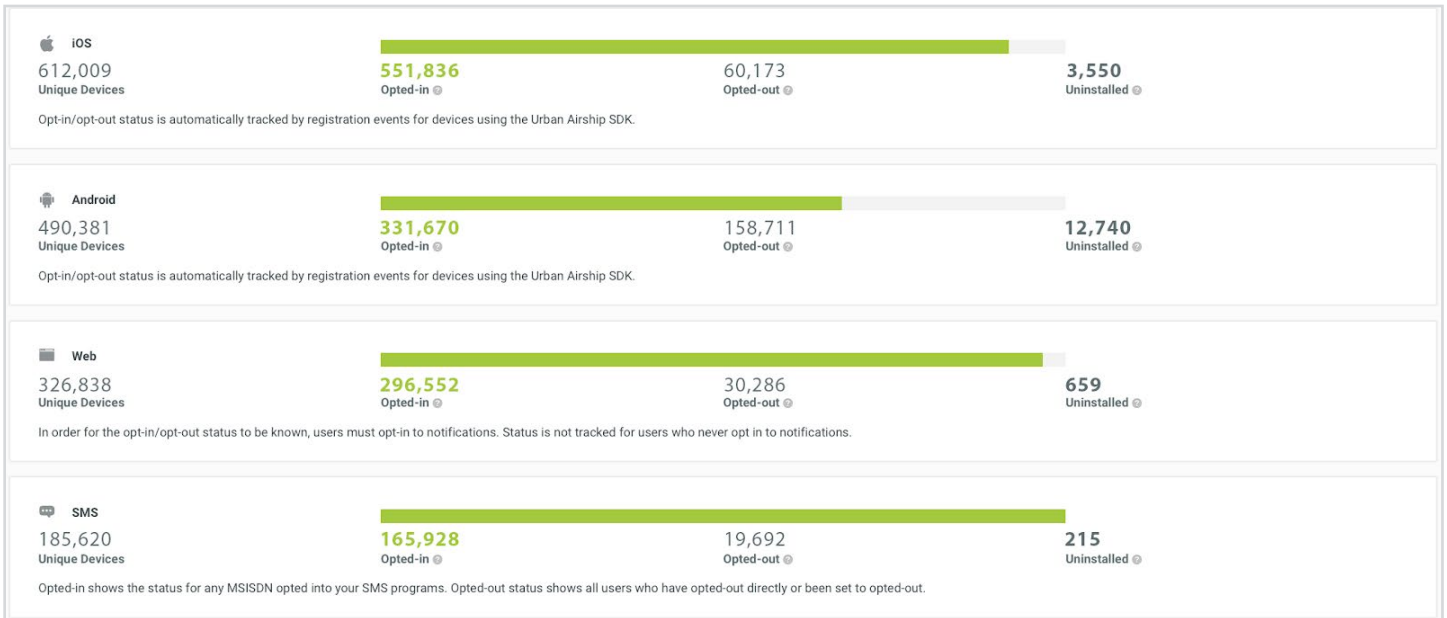 iOS
612,009 551,836 60,173 3,550
Unique Devices Opted-in ? Opted-out ? Uninstalled ?
Opt-in/opt-out status is automatically tracked by registration events for devices using the Urban Airship SDK.
Android
490,381 331,670 158,711 12,740
Unique Devices Opted-in ? Opted-out ? Uninstalled ?
Opt-in/opt-out status is automatically tracked by registration events for devices using the Urban Airship SDK.
Web
326,838 296,552 30,286 659
Unique Devices Opted-in ? Opted-out ? Uninstalled ?
In order for the opt-in/opt-out status to be known, users must opt-in to notifications. Status is not tracked for users who never opt in to notifications.
SMS
185,620 165,928 19,692 215
Unique Devices Opted-in ? Opted-out ? Uninstalled ?
Opted-in shows the status for any MSISDN opted into your SMS programs. Opted-out status shows all users who have opted-out directly or been set to opted-out.